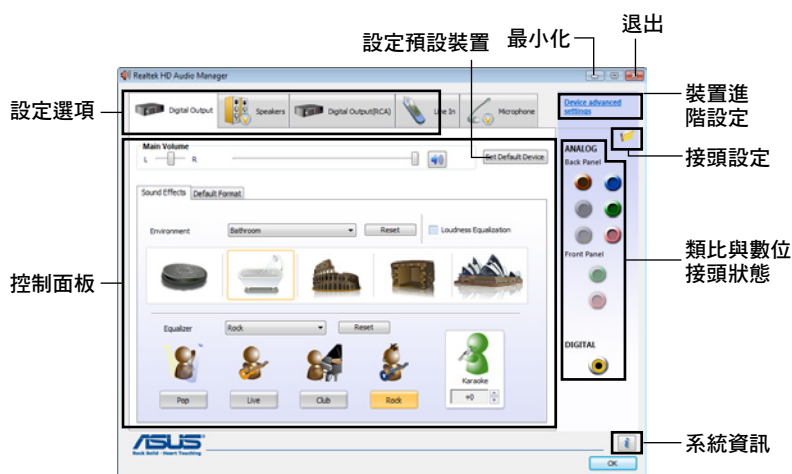 退出
最小化
設定預設裝置
Realtek HD Audio Manager
設定選項
Digital Output
Speakers
Digital Output(RCA)
Line In
Microphone
Device advanced
settings
裝置進
階設定
接頭設定
Main Volume
L
R
Set Default Device
ANALOG
Back Panel
Sound Effects
Default Format
Environment
Bathroom
Reset
Loudness Equalization
控制面板
Front Panel
類比與數位
接頭狀態
Equalizer
Rock
Reset
DIGITAL
Pop
Live
Club
Rock
Karaoke
+0
ASUS
Rock Solid · Heart Touching
i
系統資訊
OK